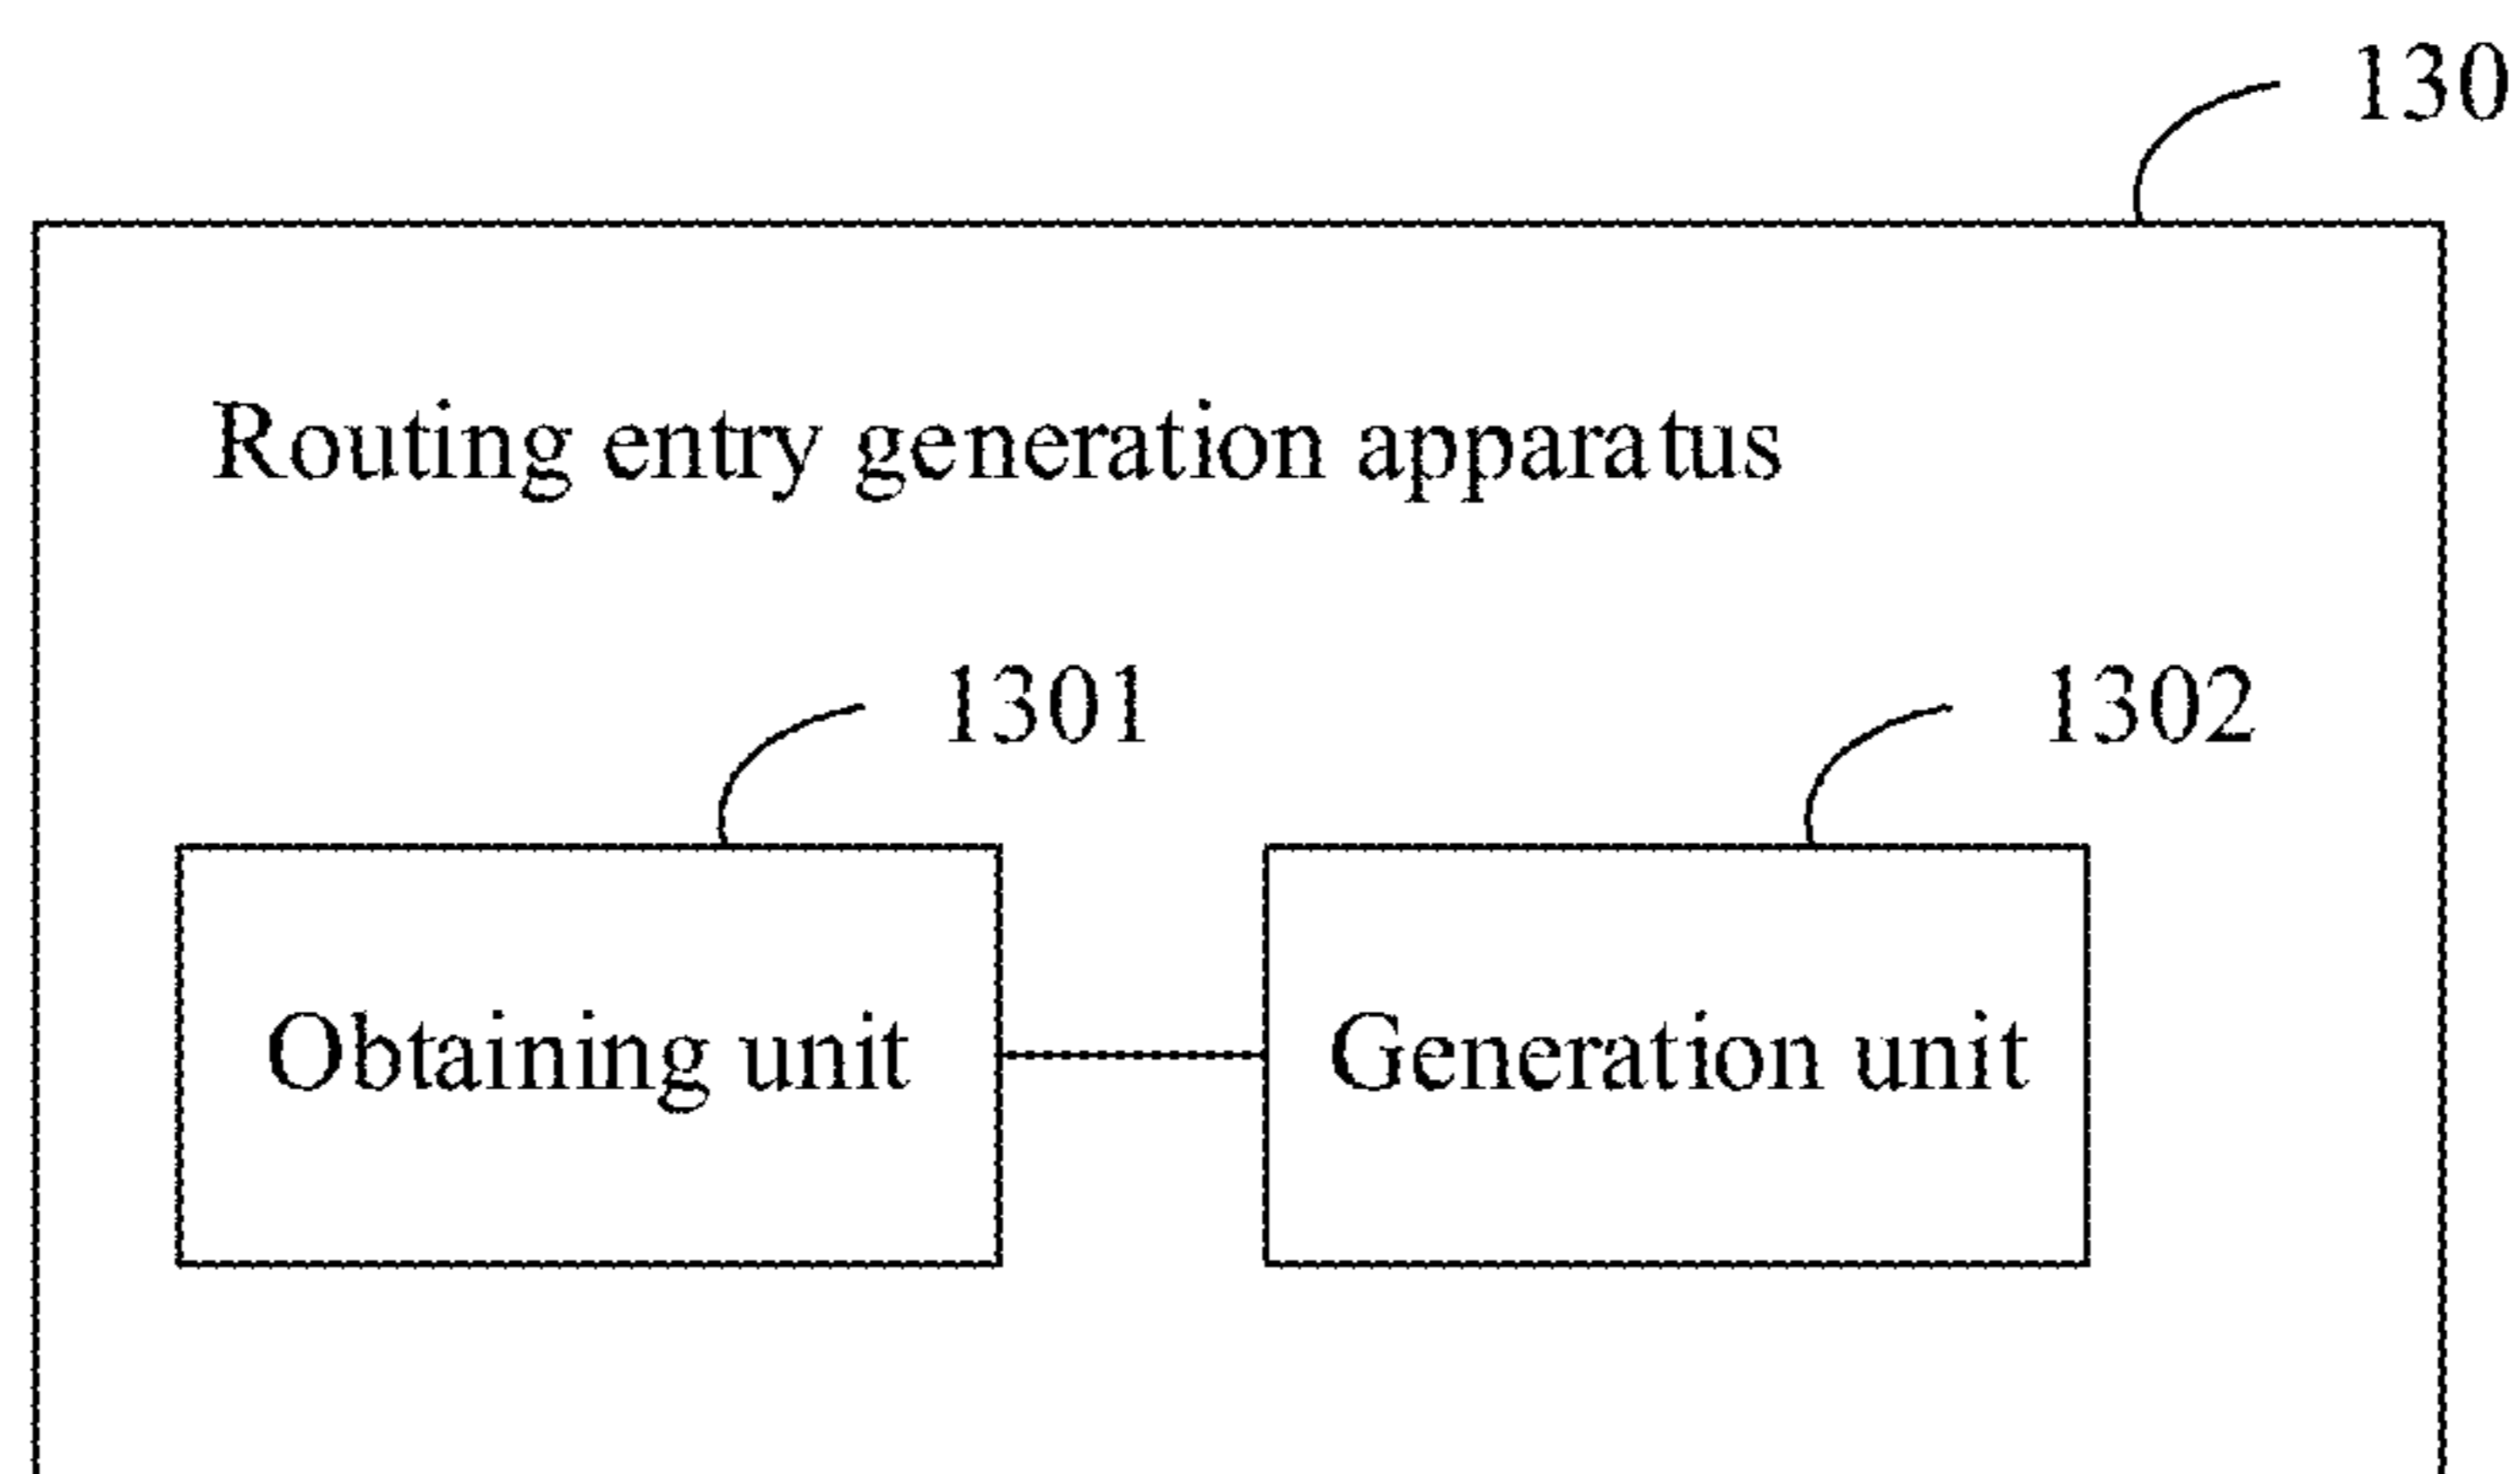 130
Routing entry generation apparatus
1301
1302
Obtaining unit
Generation unit